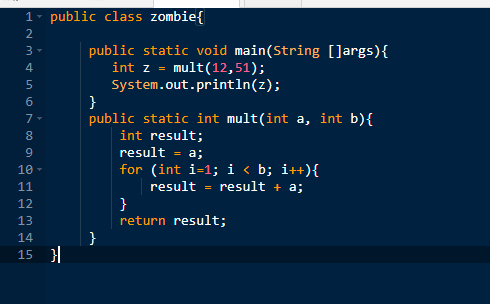 1 public class zombie{
2
3 public static void main(String []args){
4 int z = mult(12,51);
5 System.out.println(z);
6 }
7 public static int mult(int a, int b){
8 int result;
9 result = a;
10 for (int i=1; i < b; i++){
11 result = result + a;
12 }
13 return result;
14 }
15 }